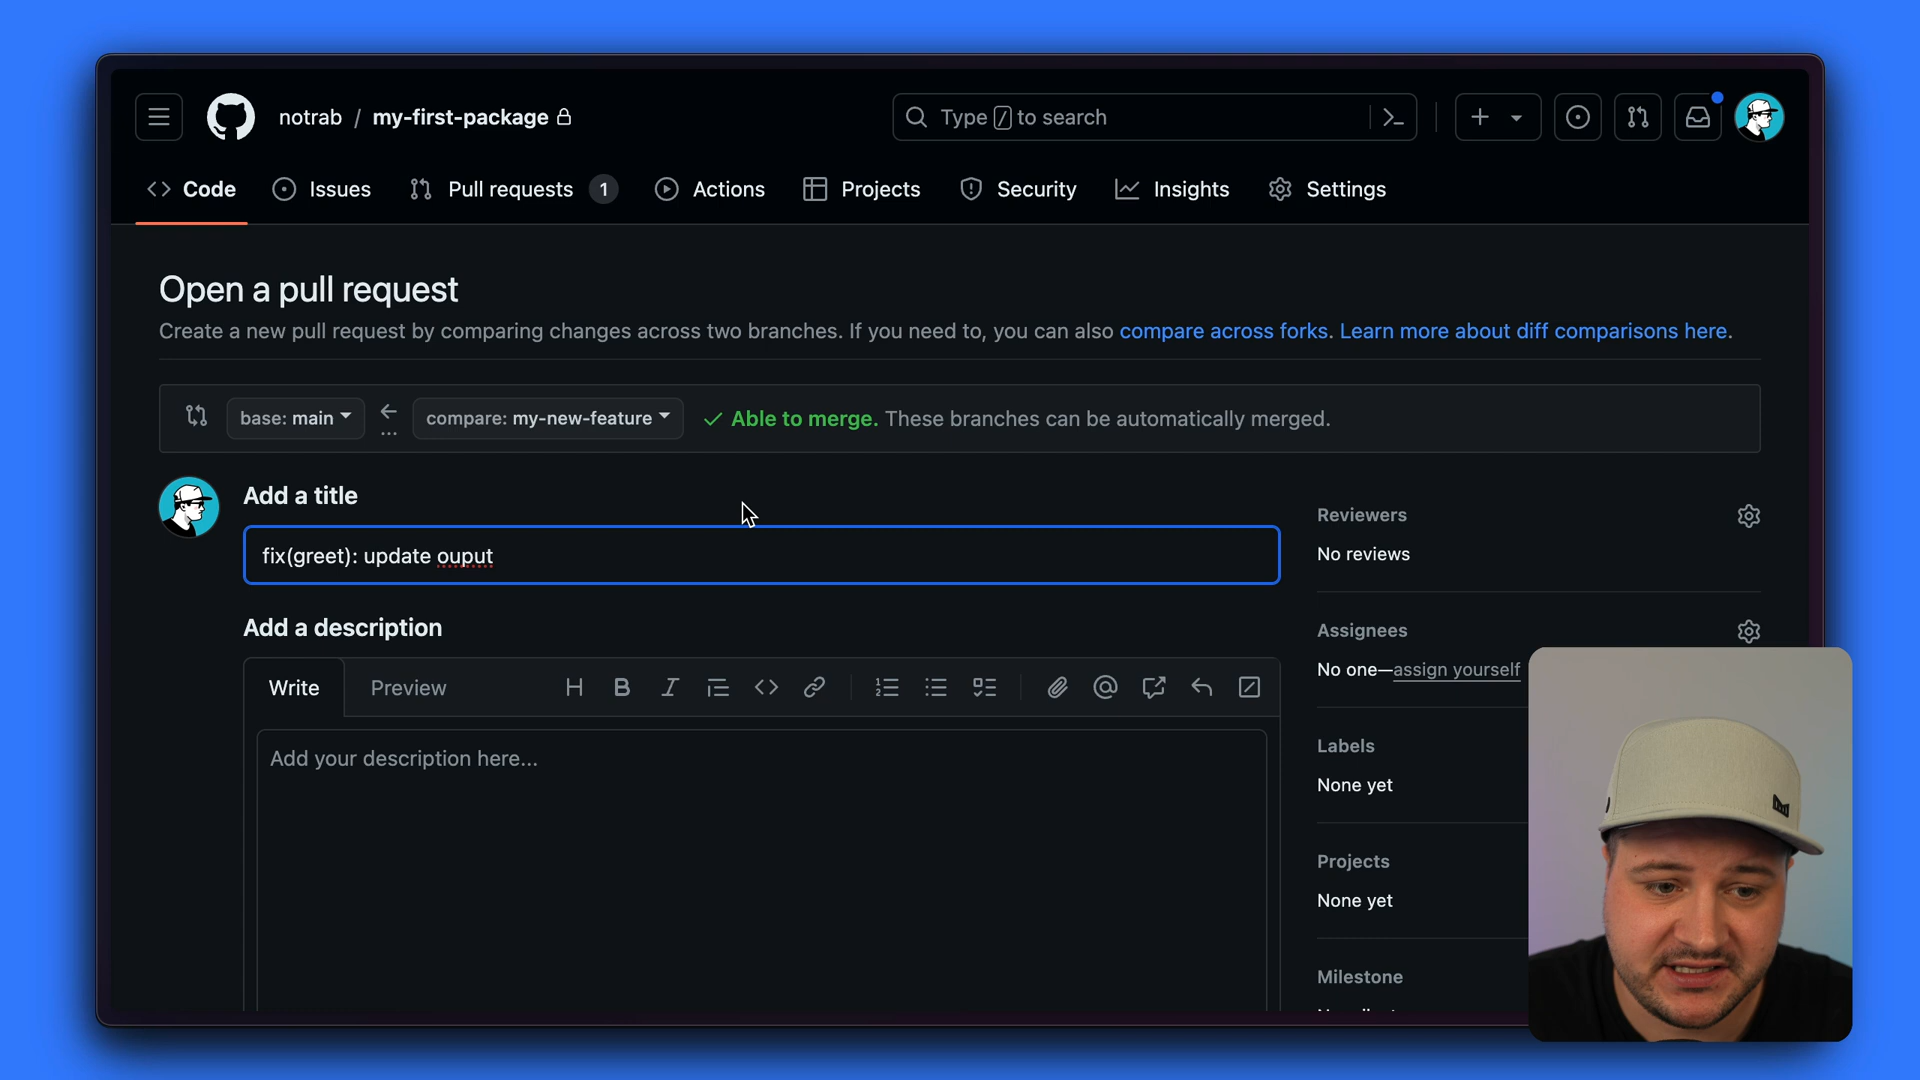 notrab / my-first-package
Type / to search
Code
Issues
Pull requests 1
Actions
Projects
Security
Insights
Settings
Open a pull request
Create a new pull request by comparing changes across two branches. If you need to, you can also compare across forks. Learn more about diff comparisons here.
base: main
compare: my-new-feature
Able to merge. These branches can be automatically merged.
Add a title
fix(greet): update ouput
Add a description
Write
Preview
Add your description here...
Reviewers
No reviews
Assignees
No one—assign yourself
Labels
None yet
Projects
None yet
Milestone